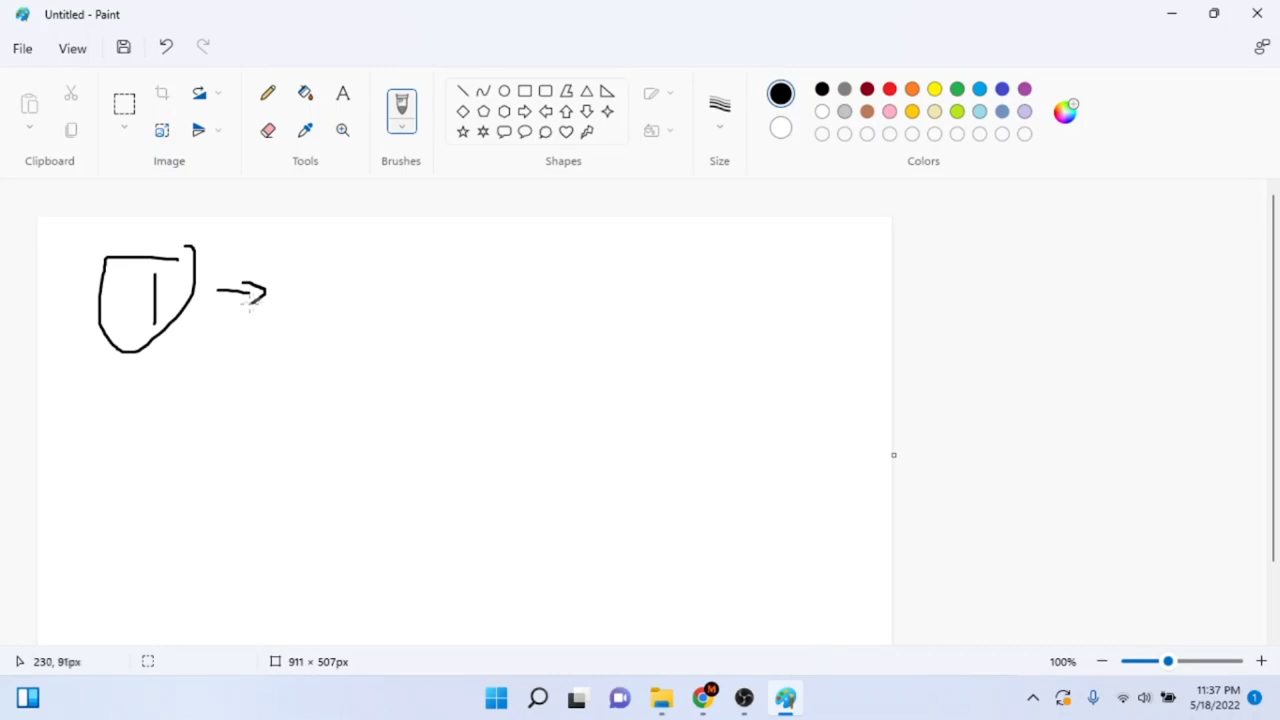 Untitled - Paint
File View
Clipboard Image Tools Brushes Shapes Size Colors
1
230, 91px 911 × 507px 100%
11:37 PM
5/18/2022